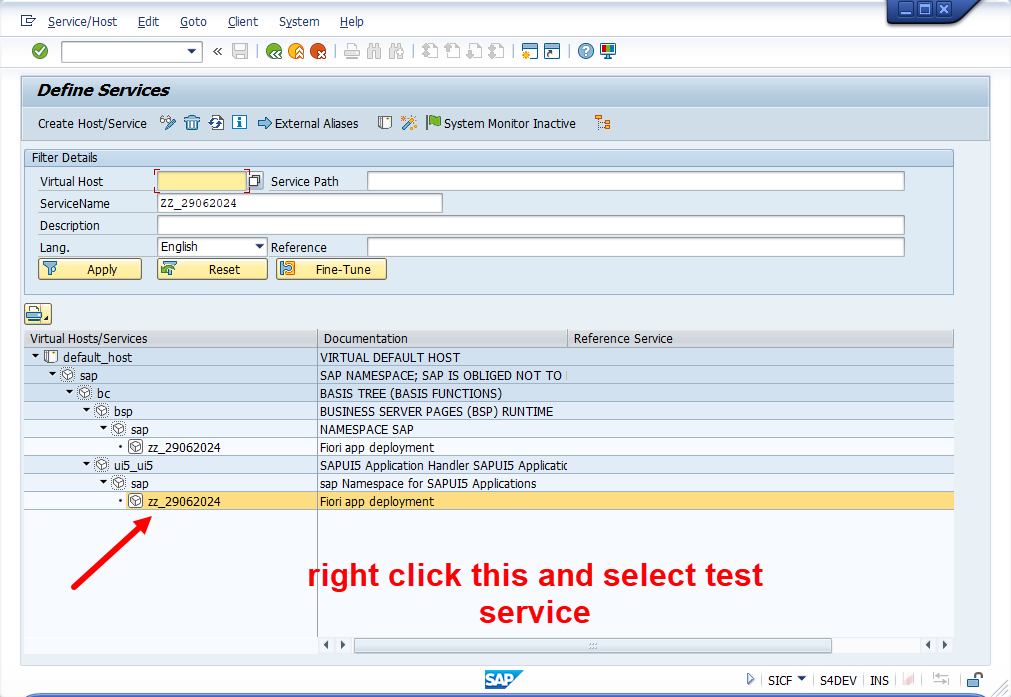 Service/Host Edit Goto Client System Help
Define Services
Create Host/Service External Aliases System Monitor Inactive
Filter Details
Virtual Host Service Path
ServiceName ZZ_29062024
Description
Lang. English Reference
Apply Reset Fine-Tune
Virtual Hosts/Services Documentation Reference Service
default_host VIRTUAL DEFAULT HOST
sap SAP NAMESPACE; SAP IS OBLIGED NOT TO
bc BASIS TREE (BASIS FUNCTIONS)
bsp BUSINESS SERVER PAGES (BSP) RUNTIME
sap NAMESPACE SAP
zz_29062024 Fiori app deployment
ui5_ui5 SAPUI5 Application Handler SAPUI5 Applicatic
sap sap Namespace for SAPUI5 Applications
zz_29062024 Fiori app deployment
right click this and select test
service
SAP SICF S4DEV INS